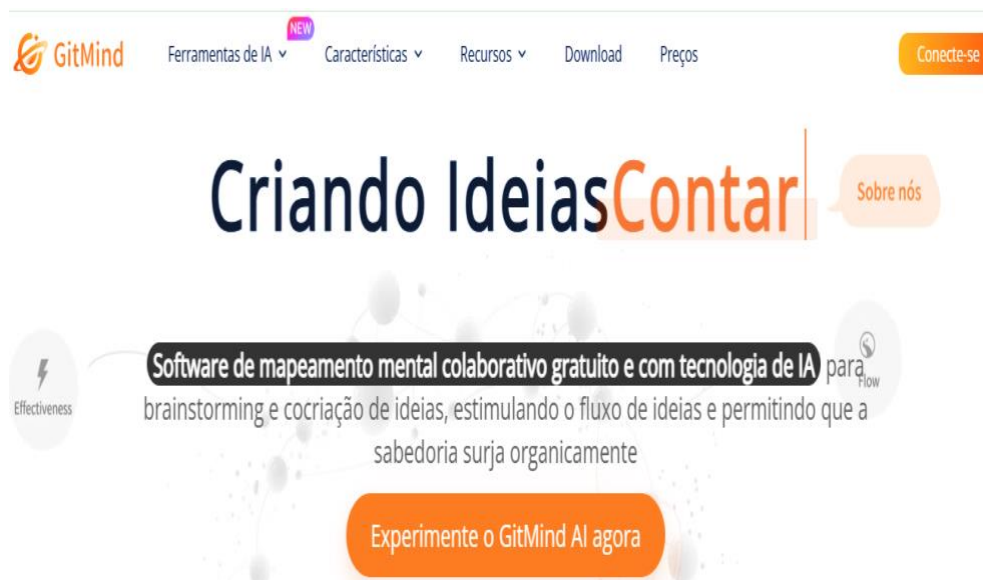 NEW
GitMind Ferramentas de IA Características Recursos Download Preços Conecte-se
Criando IdeiasContar
Sobre nós
Software de mapeamento mental colaborativo gratuito e com tecnologia de IA para
Flow
Effectiveness
brainstorming e cocriação de ideias, estimulando o fluxo de ideias e permitindo que a
sabedoria surja organicamente
Experimente o GitMind AI agora